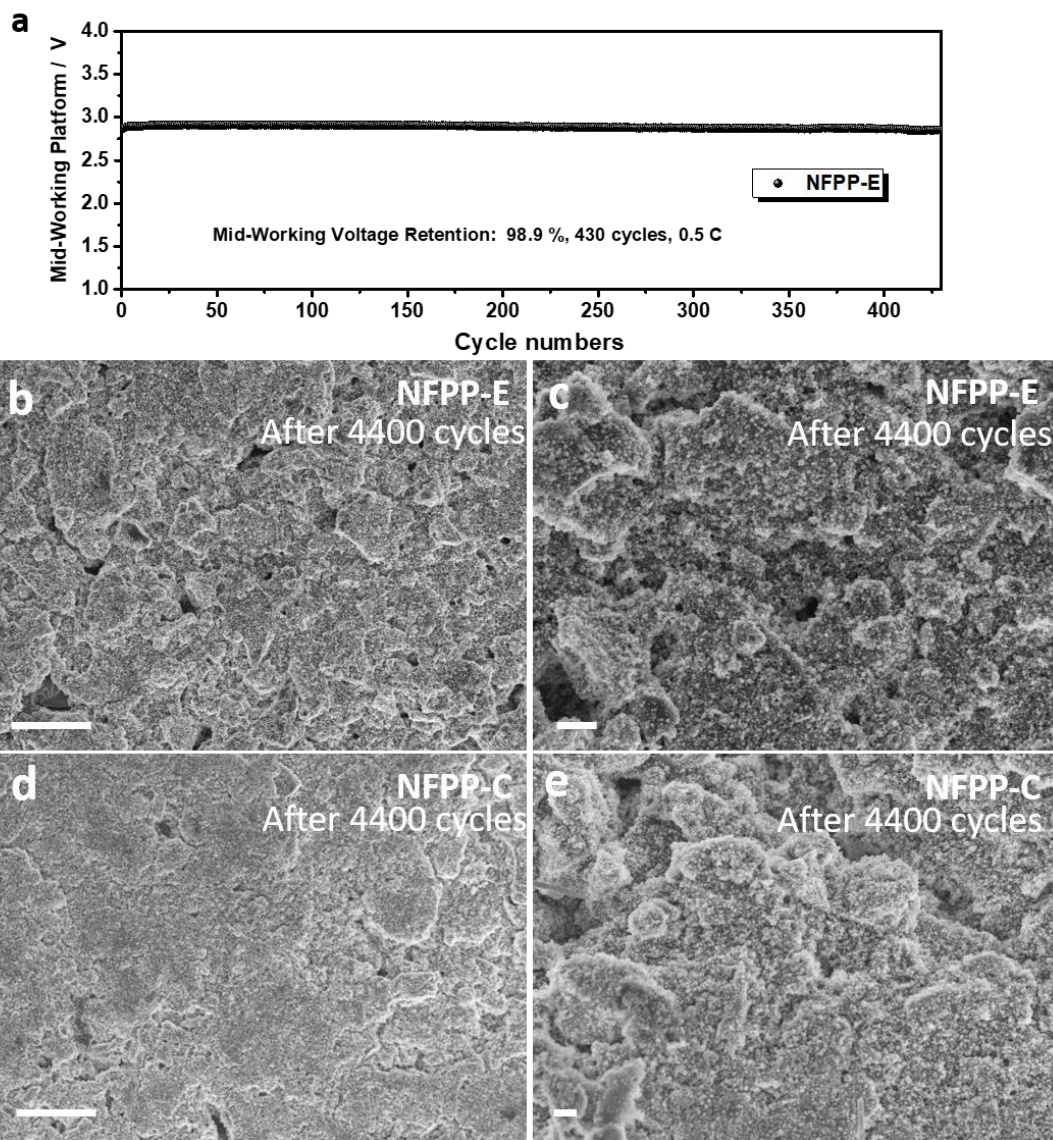 a
Mid-Working Platform / V
4.0
3.5
3.0
2.5
2.0
1.5
1.0
NFPP-E
Mid-Working Voltage Retention: 98.9 %, 430 cycles, 0.5 C
0 50 100 150 200 250 300 350 400
Cycle numbers
b
NFPP-E
After 4400 cycles
c
NFPP-E
After 4400 cycles
d
NFPP-C
After 4400 cycles
e
NFPP-C
After 4400 cycles